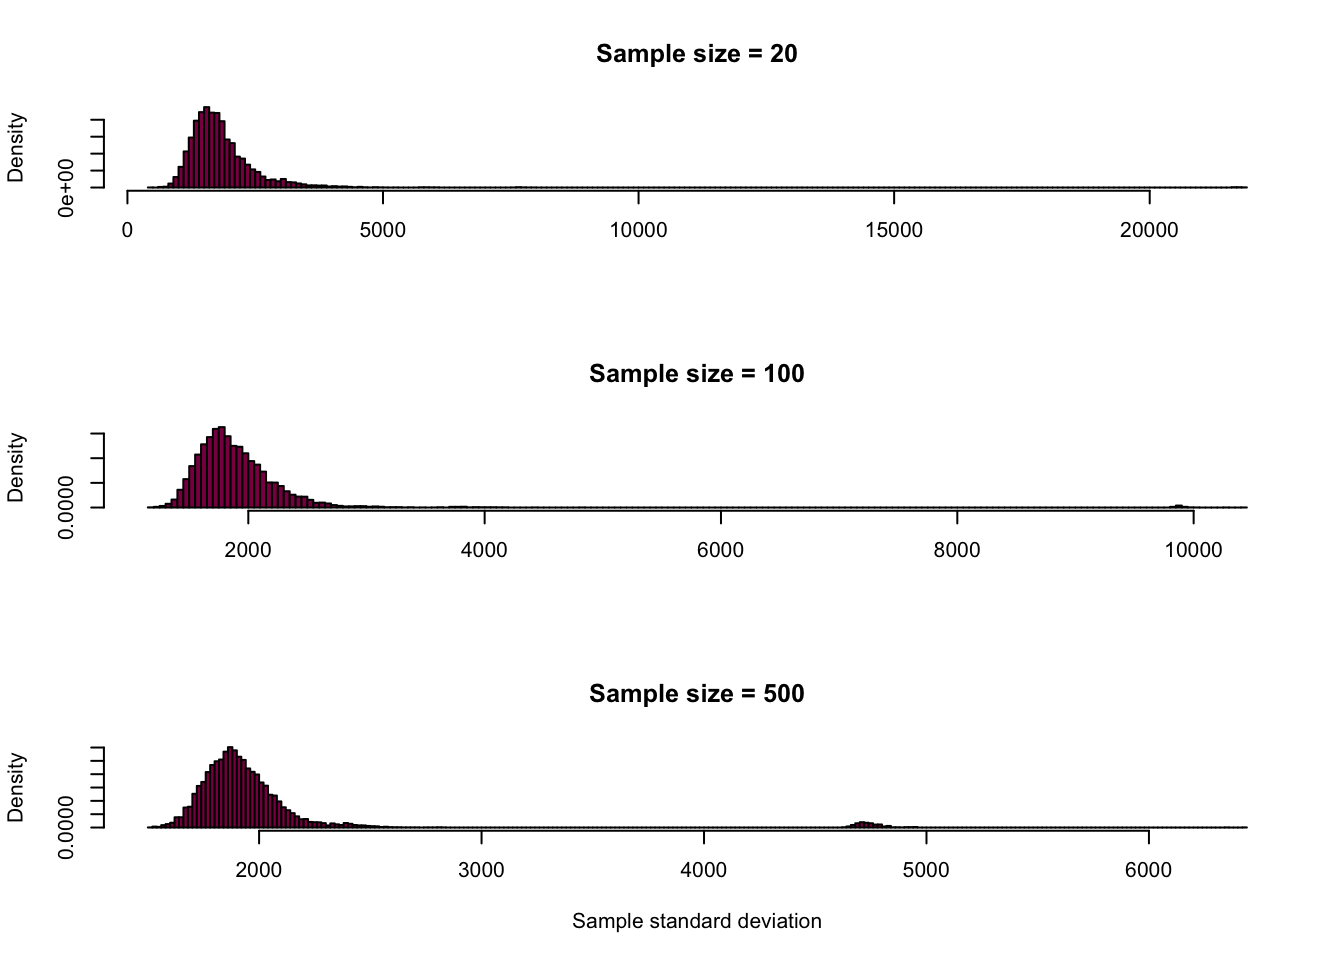 Sample size = 20
Density
0e+00
0 5000 10000 15000 20000
Sample size = 100
Density
0.0000
2000 4000 6000 8000 10000
Sample size = 500
Density
0.0000
2000 3000 4000 5000 6000
Sample standard deviation